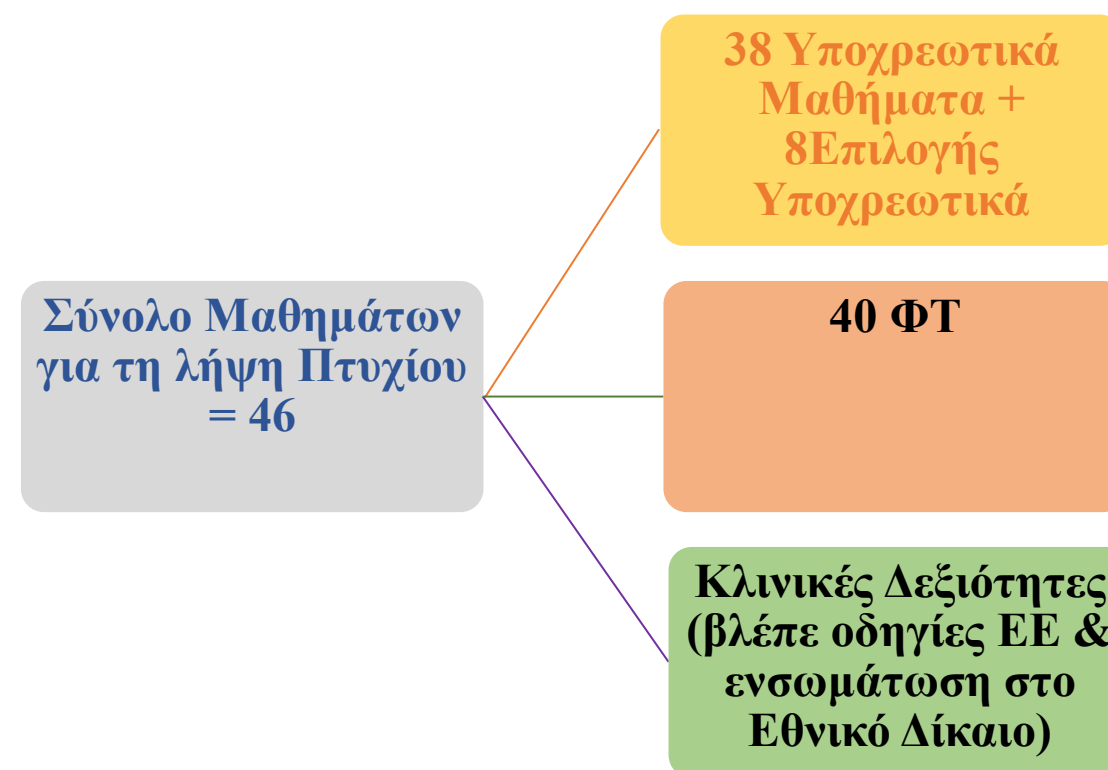 38 Υποχρεωτικά
Μαθήματα +
8Επιλογής
Υποχρεωτικά
Σύνολο Μαθημάτων
για τη λήψη Πτυχίου
= 46
40 ΦΤ
Κλινικές Δεξιότητες
(βλέπε οδηγίες ΕΕ &
ενσωμάτωση στο
Εθνικό Δίκαιο)